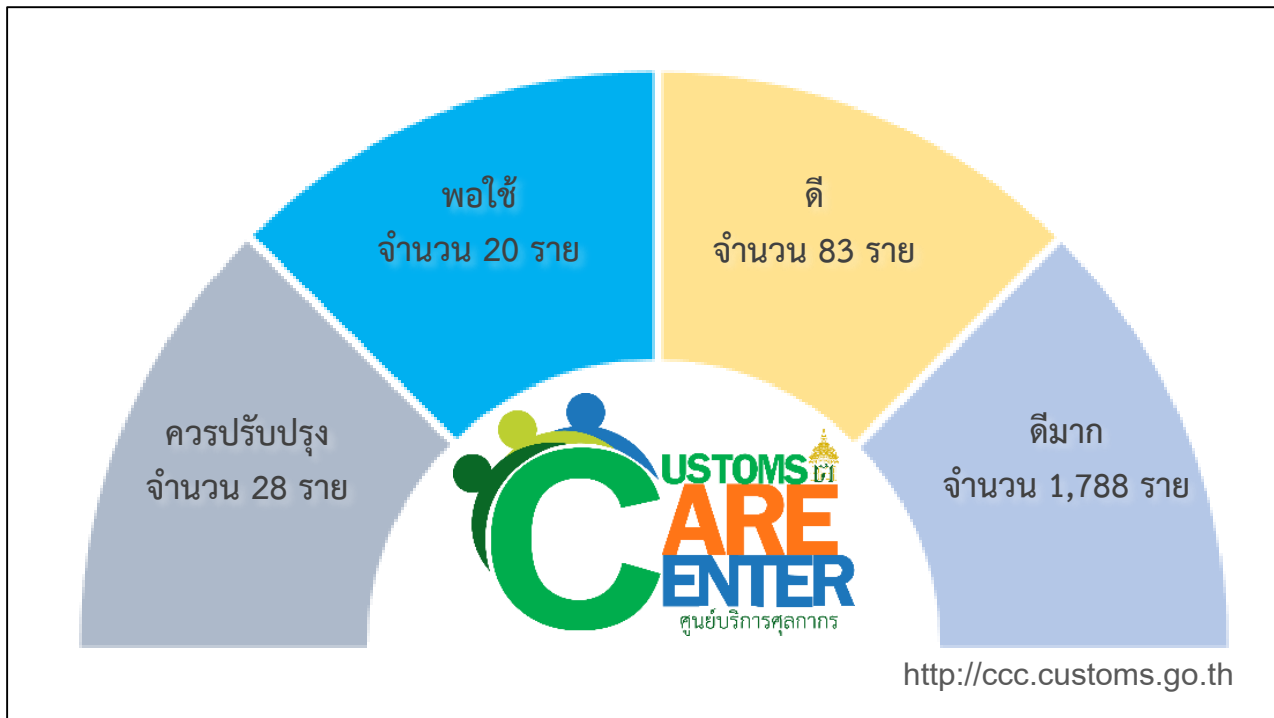 พอใช้
จำนวน 20 ราย
ดี
จำนวน 83 ราย
ควรปรับปรุง
จำนวน 28 ราย
ดีมาก
จำนวน 1,788 ราย
CUSTOMS
CARE
CENTER
ศูนย์บริการศุลกากร
http://ccc.customs.go.th